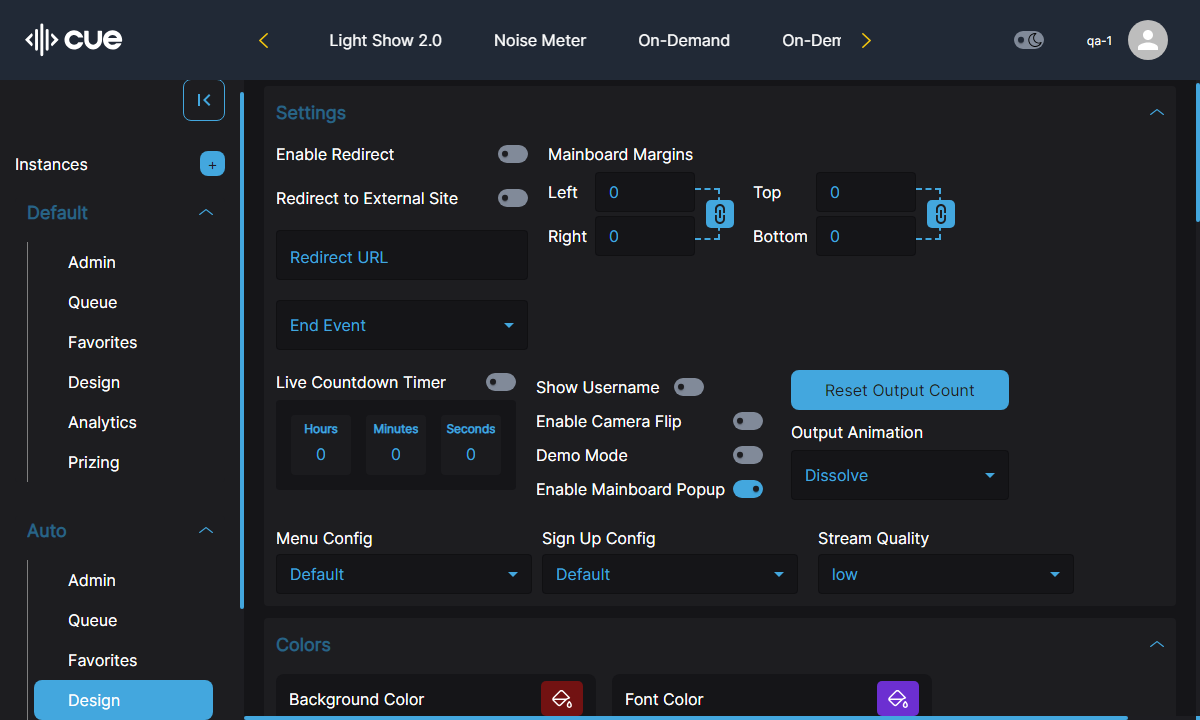 cue
Light Show 2.0
Noise Meter
On-Demand
On-Dem
qa-1
Instances
+
Default
Admin
Queue
Favorites
Design
Analytics
Prizing
Auto
Admin
Queue
Favorites
Design
Settings
Enable Redirect
Redirect to External Site
Redirect URL
End Event
Mainboard Margins
Left 0
Right 0
Top 0
Bottom 0
Live Countdown Timer
Hours Minutes Seconds
0 0 0
Show Username
Enable Camera Flip
Demo Mode
Enable Mainboard Popup
Reset Output Count
Output Animation
Dissolve
Menu Config
Default
Sign Up Config
Default
Stream Quality
low
Colors
Background Color
Font Color